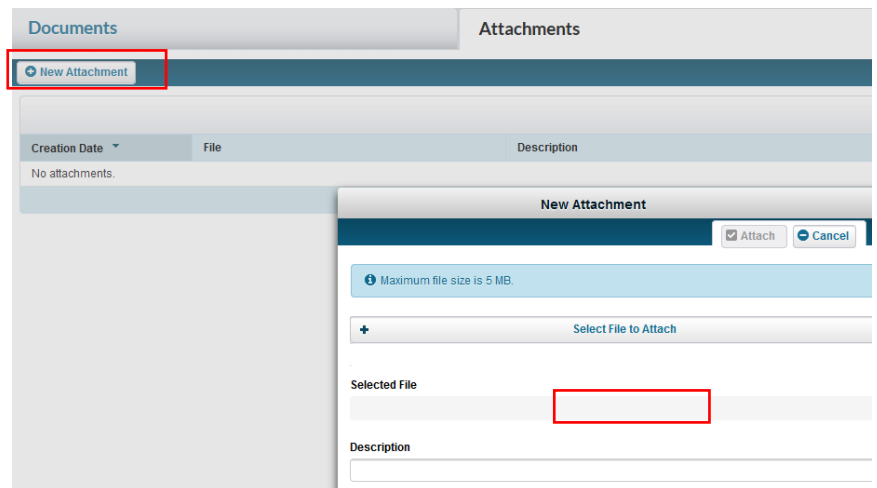 Documents
Attachments
New Attachment
Creation Date
File
Description
No attachments.
New Attachment
Attach
Cancel
Maximum file size is 5 MB.
Select File to Attach
Selected File
Description